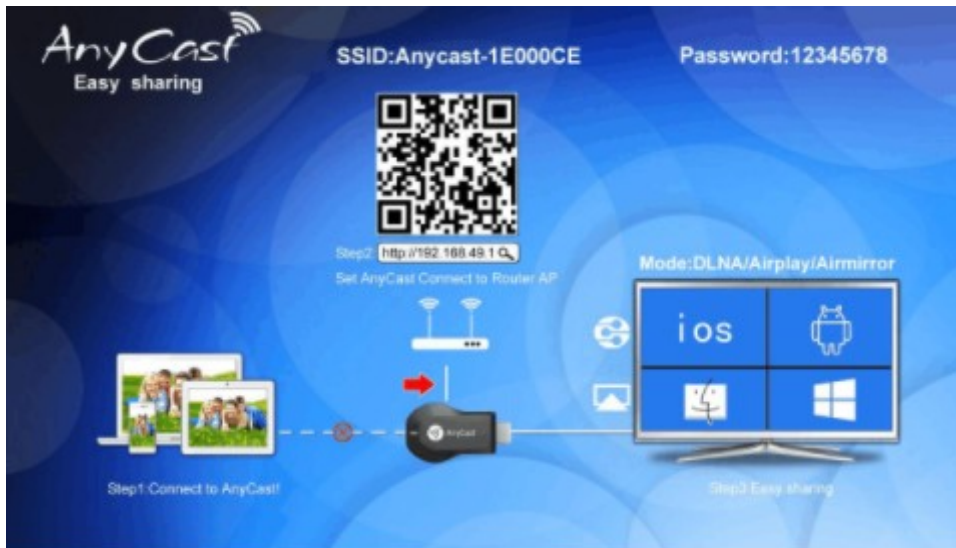 AnyCast
Easy sharing
SSID:Anycast-1E000CE
Password:12345678
Step2: http://192.168.49.1
Set AnyCast Connect to Router AP
Mode:DLNA/Airplay/Airmirror
ios
AnyCast
Step1:Connect to AnyCast!
Step3:Easy sharing